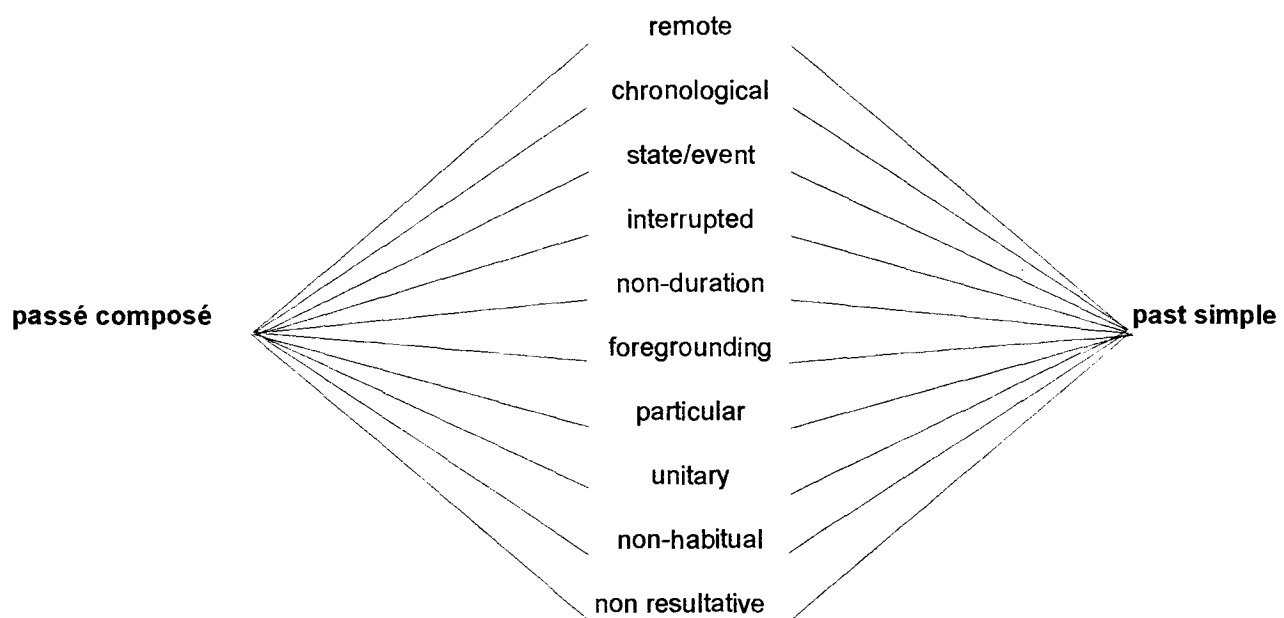 remote
chronological
state/event
interrupted
non-duration
passé composé
past simple
foregrounding
particular
unitary
non-habitual
non resultative